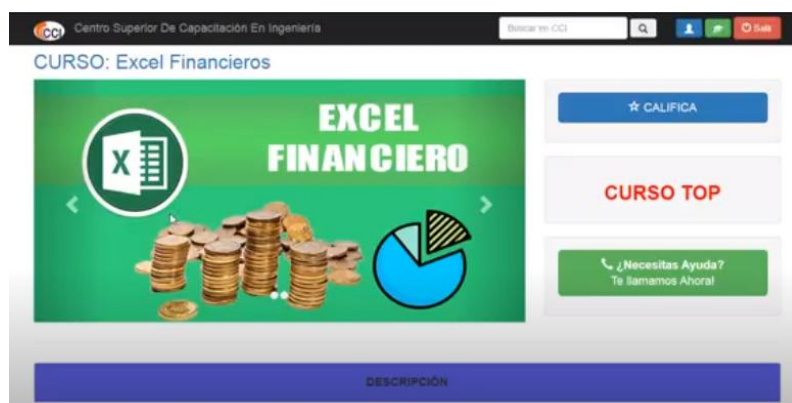 CCI
Centro Superior De Capacitación En Ingeniería
Buscar en CCI
Salir
CURSO: Excel Financieros
X
EXCEL
FINANCIERO
CALIFICA
CURSO TOP
¿Necesitas Ayuda?
Te llamamos Ahora!
DESCRIPCIÓN